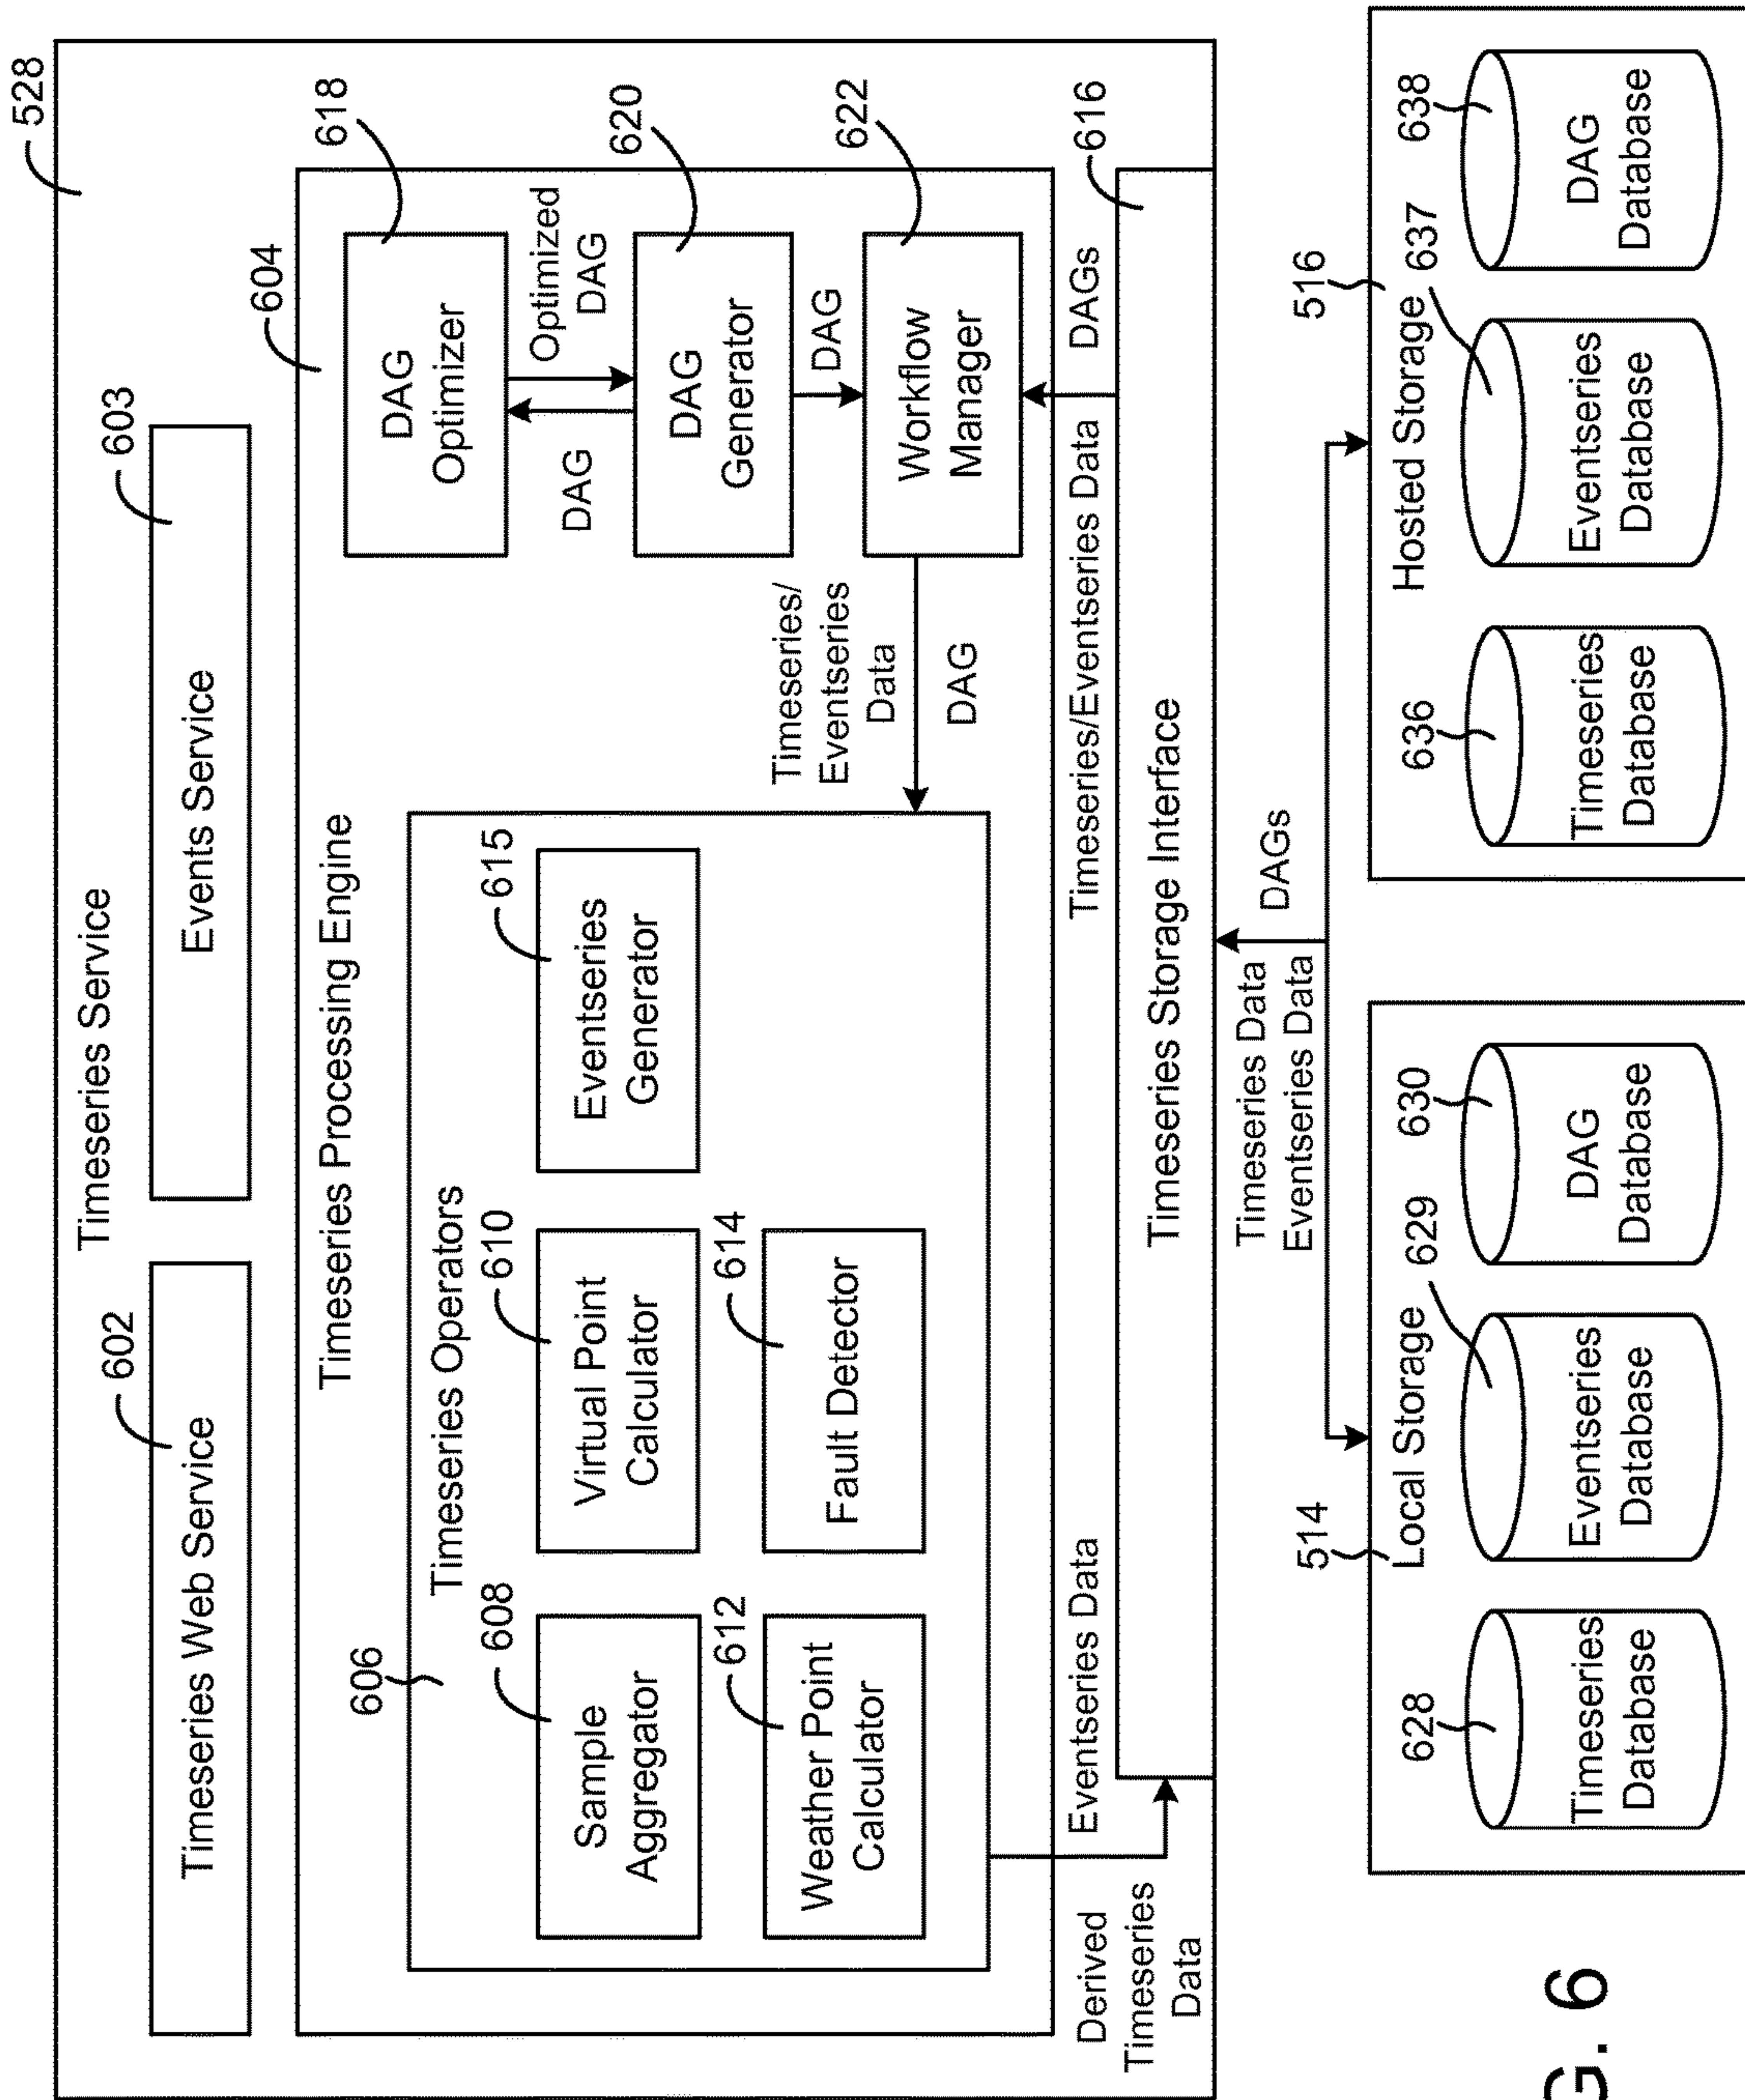 528
Timeseries Service
602
603
Timeseries Web Service
Events Service
604
Timeseries Processing Engine
606
Timeseries Operators
608
Sample
Aggregator
610
Virtual Point
Calculator
615
Eventseries
Generator
612
Weather Point
Calculator
614
Fault Detector
618
DAG
Optimizer
DAG
Optimized
DAG
620
DAG
Generator
DAG
622
Workflow
Manager
Timeseries/
Eventseries
Data
DAG
Derived
Timeseries
Data
Eventseries Data
Timeseries/Eventseries Data
DAGs
616
Timeseries Storage Interface
Timeseries Data
Eventseries Data
DAGs
514
Local Storage
628
Timeseries
Database
629
Eventseries
Database
630
DAG
Database
516
Hosted Storage
636
Timeseries
Database
637
Eventseries
Database
638
DAG
Database
G. 6